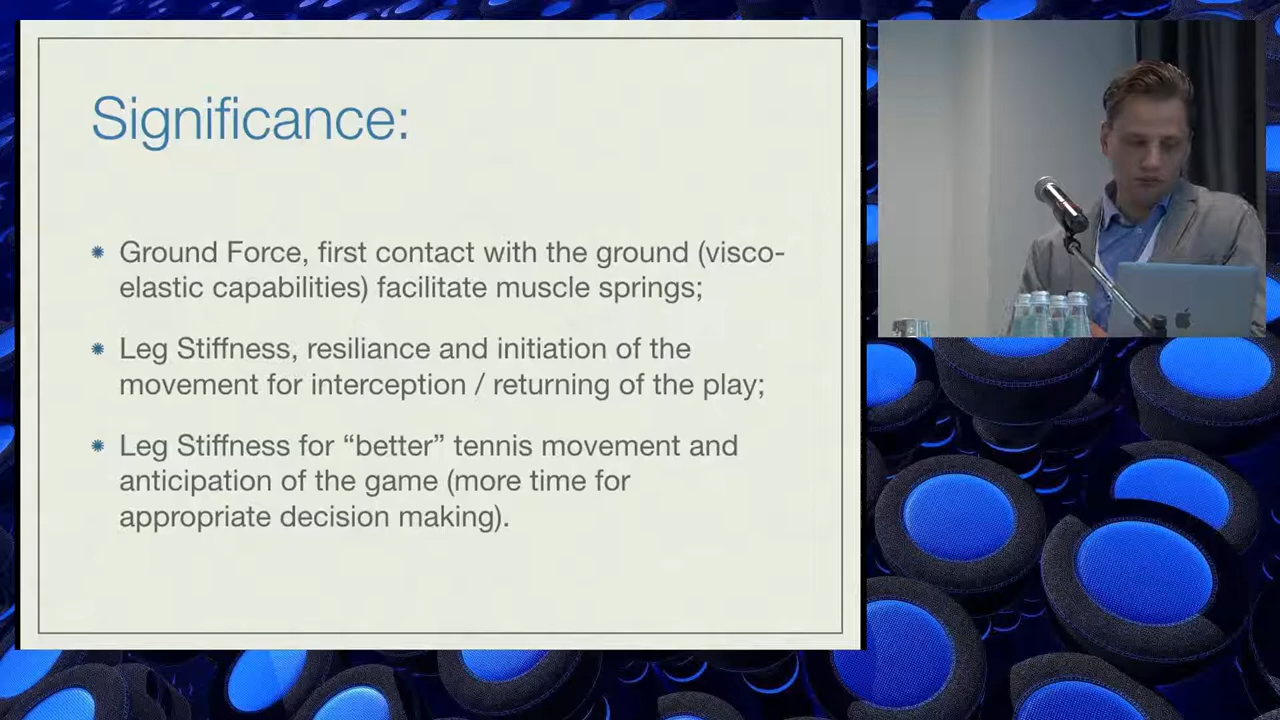 Significance:
Ground Force, first contact with the ground (visco-
elastic capabilities) facilitate muscle springs;
Leg Stiffness, resiliance and initiation of the
movement for interception / returning of the play;
Leg Stiffness for “better” tennis movement and
anticipation of the game (more time for
appropriate decision making).